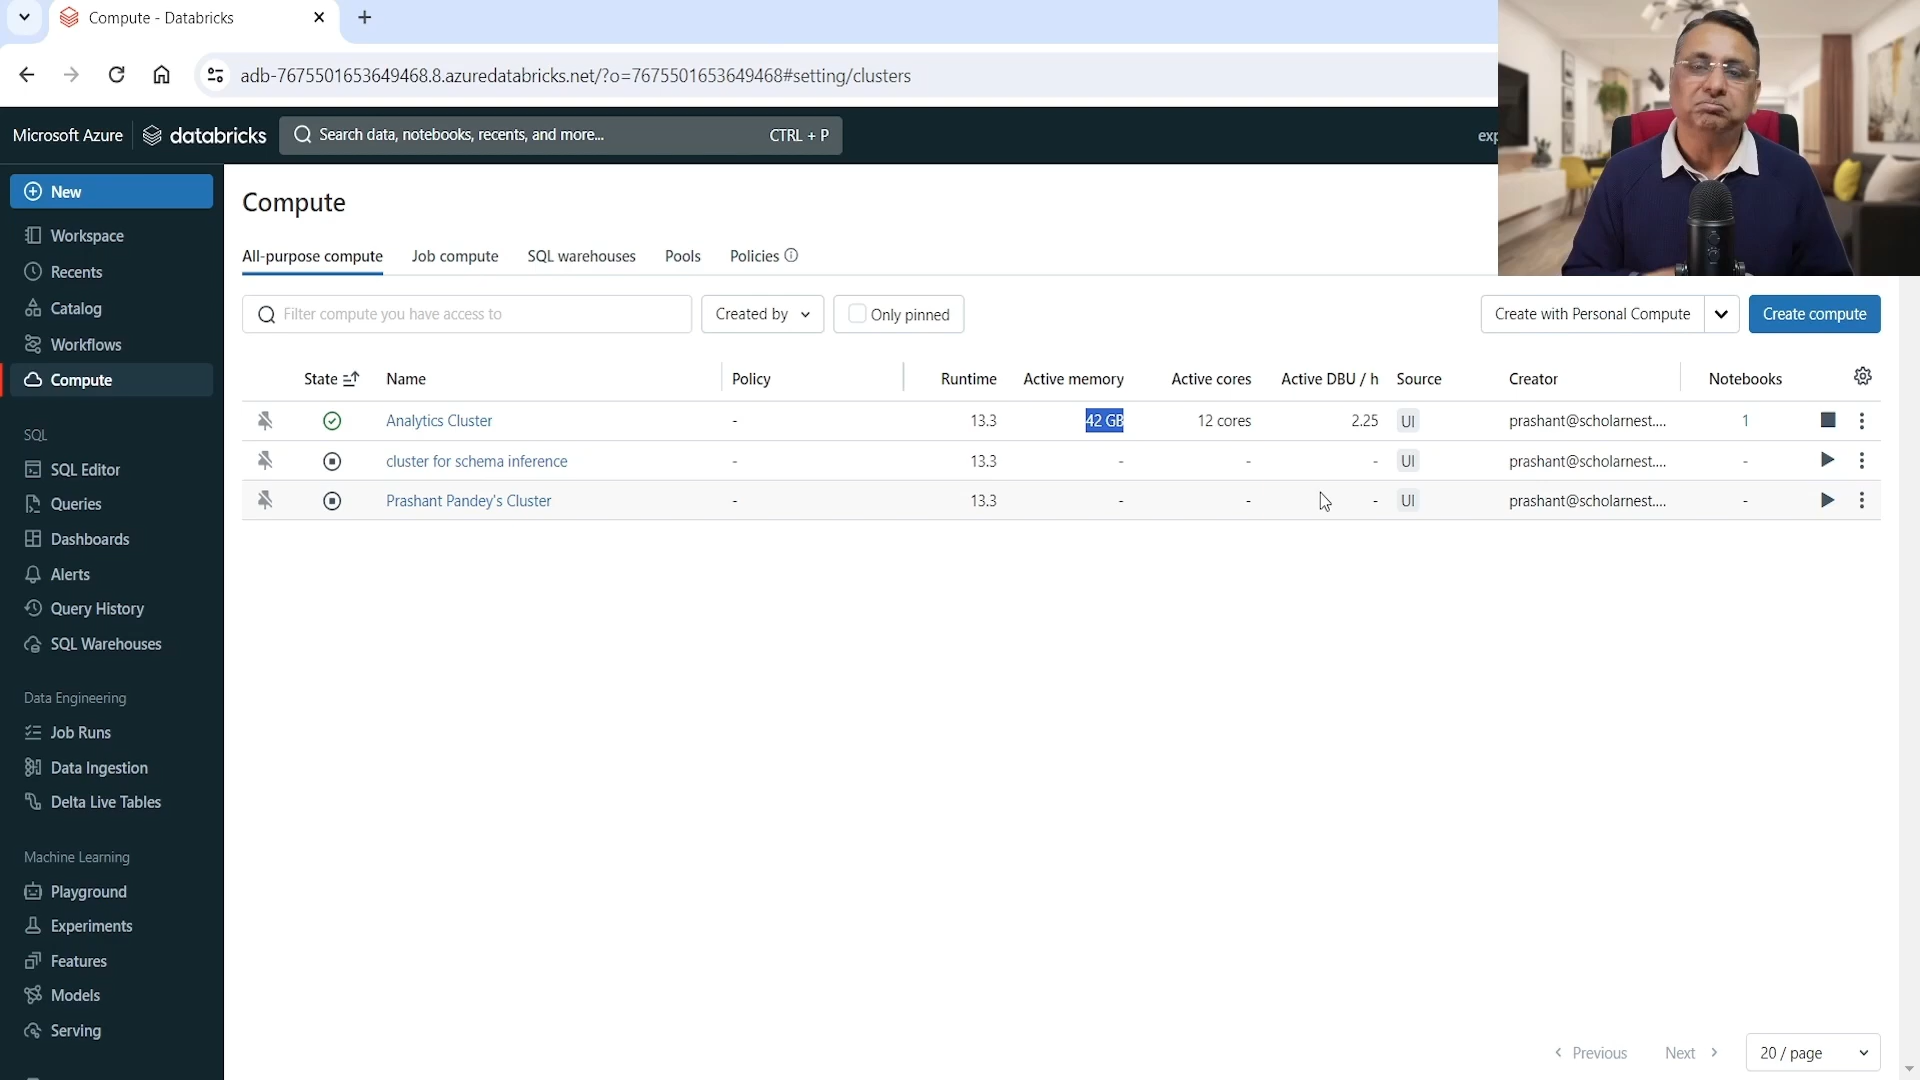 Compute - Databricks
adb-7675501653649468.8.azuredatabricks.net/?o=7675501653649468#setting/clusters
Microsoft Azure databricks Search data, notebooks, recents, and more... CTRL + P exp
New
Workspace
Recents
Catalog
Workflows
Compute
SQL
SQL Editor
Queries
Dashboards
Alerts
Query History
SQL Warehouses
Data Engineering
Job Runs
Data Ingestion
Delta Live Tables
Machine Learning
Playground
Experiments
Features
Models
Serving
Compute
All-purpose compute Job compute SQL warehouses Pools Policies
Filter compute you have access to Created by Only pinned Create with Personal Compute Create compute
State Name Policy Runtime Active memory Active cores Active DBU / h Source Creator Notebooks
Analytics Cluster - 13.3 42 GB 12 cores 2.25 UI prashant@scholarnest.... 1
cluster for schema inference - 13.3 - - - UI prashant@scholarnest.... -
Prashant Pandey's Cluster - 13.3 - - - UI prashant@scholarnest.... -
Previous Next 20 / page